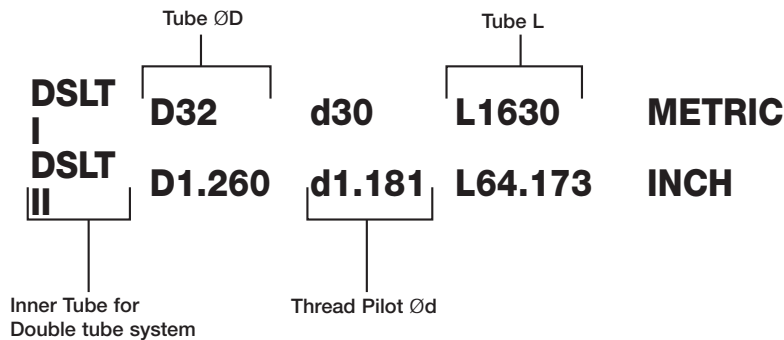 Tube ØD
Tube L
DSLT I D32 d30 L1630 METRIC
DSLT II D1.260 d1.181 L64.173 INCH
Inner Tube for
Double tube system
Thread Pilot Ød